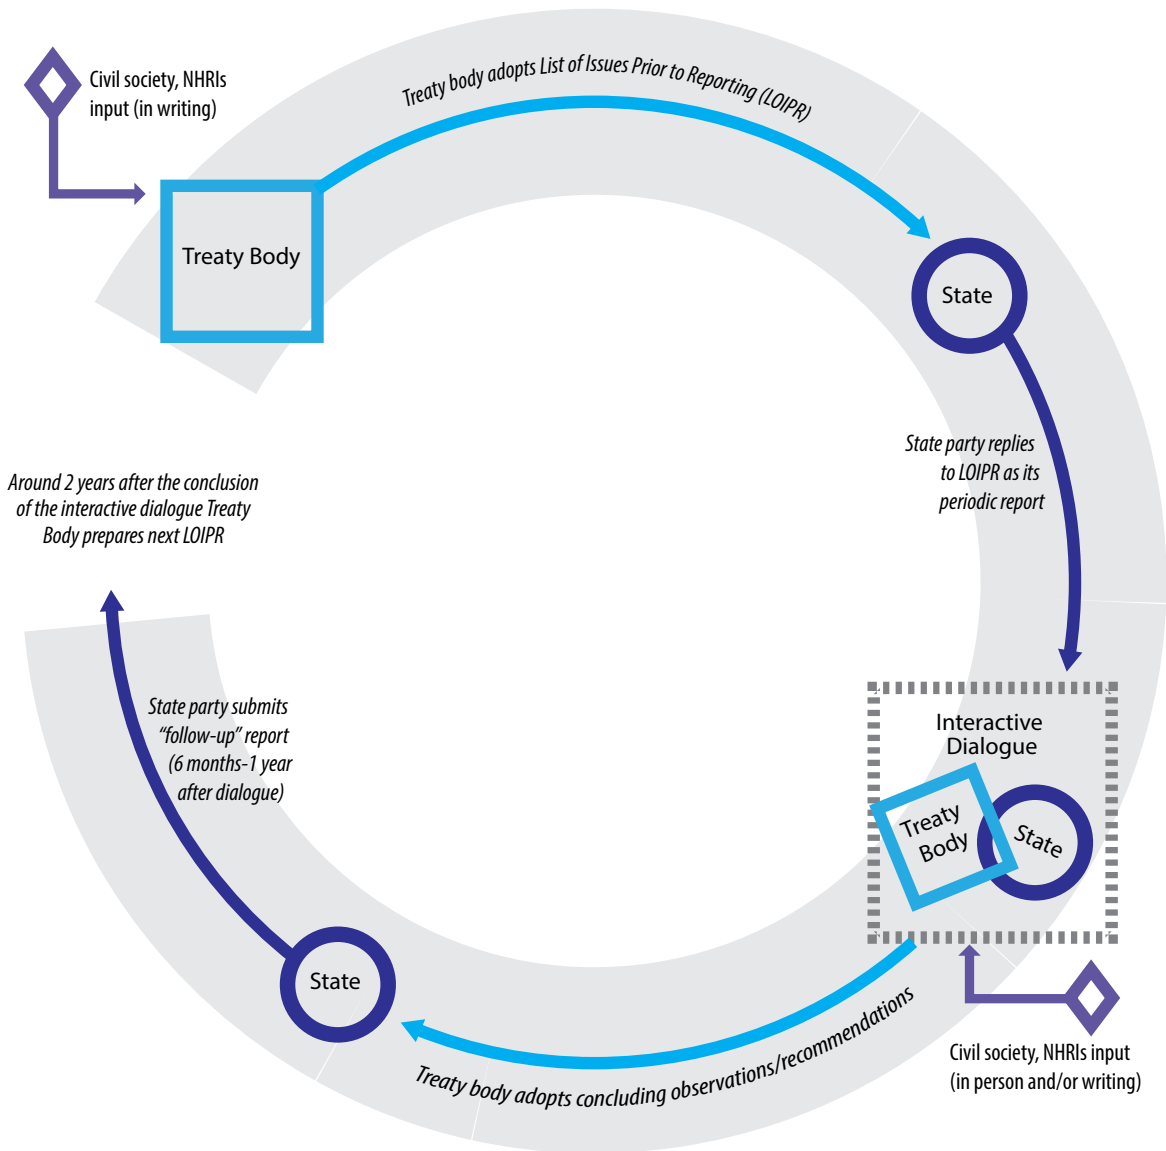 Civil society, NHRIs
input (in writing)
Treaty body adopts List of Issues Prior to Reporting (LOIPR)
Treaty Body
State
State party replies
to LOIPR as its
periodic report
Around 2 years after the conclusion
of the interactive dialogue Treaty
Body prepares next LOIPR
State party submits
“follow-up” report
(6 months-1 year
after dialogue)
Interactive
Dialogue
Treaty
Body
State
State
Treaty body adopts concluding observations/recommendations
Civil society, NHRIs input
(in person and/or writing)